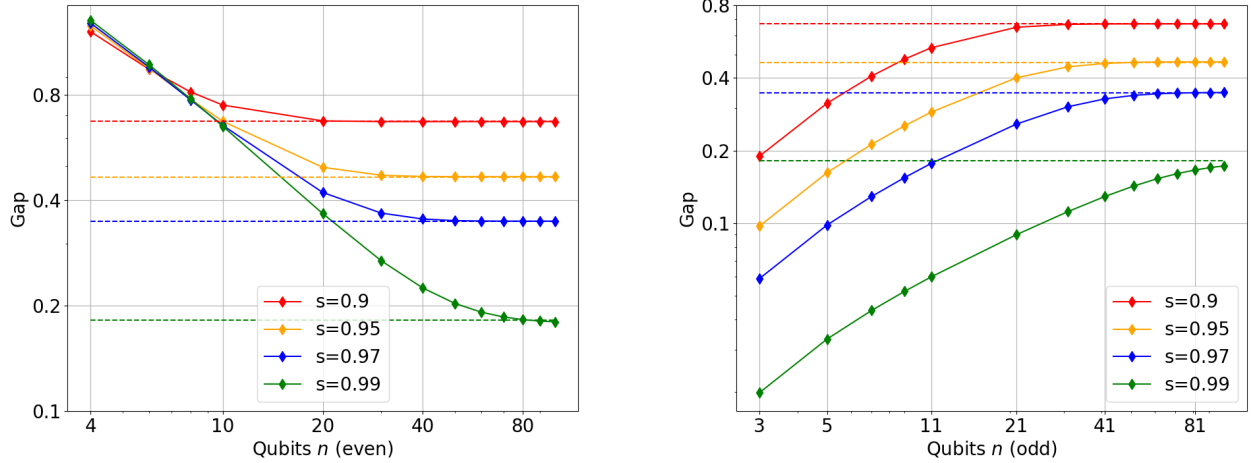 0.8
0.4
0.2
0.1
Gap
s=0.9
s=0.95
s=0.97
s=0.99
4
10
20
40
80
Qubits n (even)
0.8
0.4
0.2
0.1
Gap
s=0.9
s=0.95
s=0.97
s=0.99
3
5
11
21
41
81
Qubits n (odd)